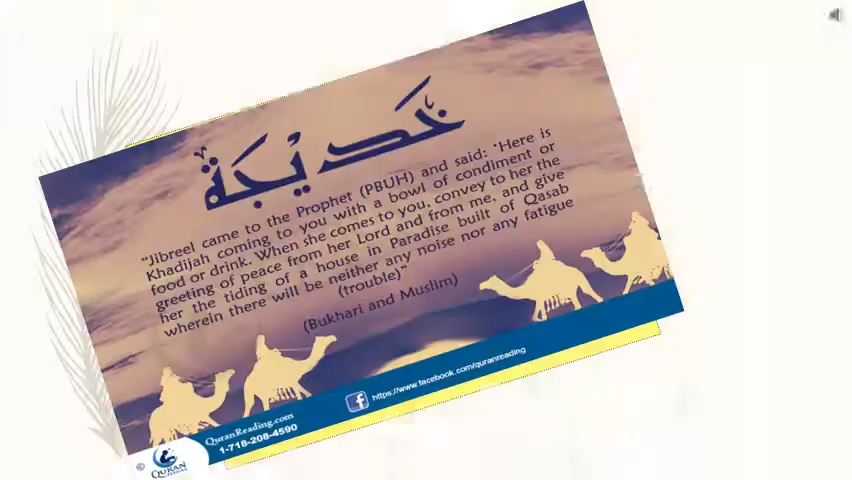 خَدِيْجَة
"Jibreel came to the Prophet (PBUH) and said: 'Here is
Khadijah coming to you with a bowl of condiment or
food or drink. When she comes to you, convey to her the
greeting of peace from her Lord and from me, and give
her the tiding of a house in Paradise built of Qasab
wherein there will be neither any noise nor any fatigue
(trouble)"
(Bukhari and Muslim)
https://www.facebook.com/quranreading
QuranReading.com
1-718-208-4590
©
QURAN
READING